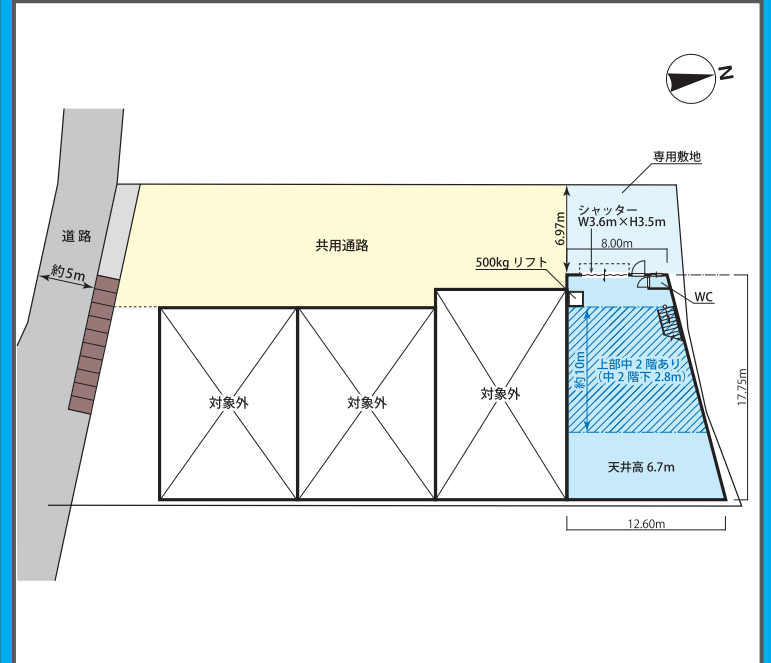 N
専用敷地
シャッター
W3.6m×H3.5m
6.97m
8.00m
道路
共用通路
500kg リフト
約5m
WC
対象外
対象外
対象外
約10m
上部中2階あり
(中2階下2.8m)
17.75m
天井高 6.7m
12.60m